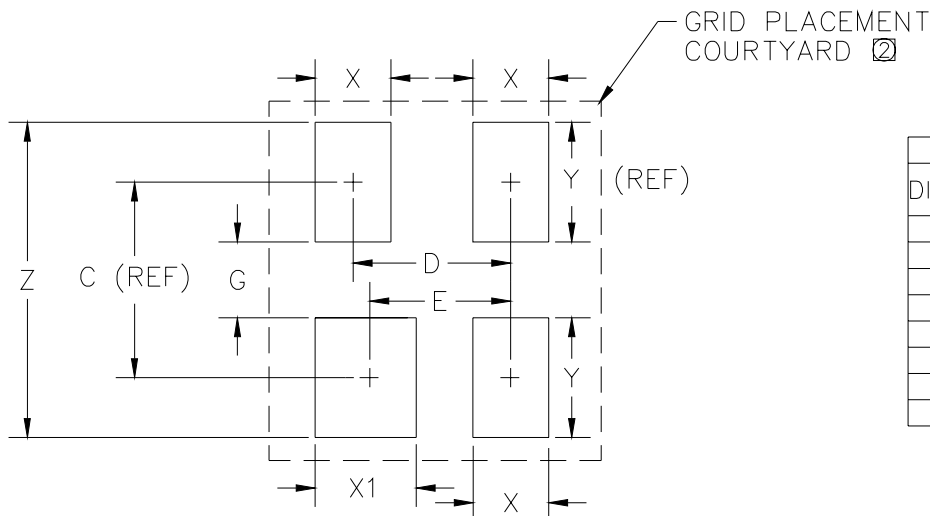 GRID PLACEMENT
COURTYARD 2
X X
Y (REF)
DI
D
Z C (REF) G
E
Y
X1 X